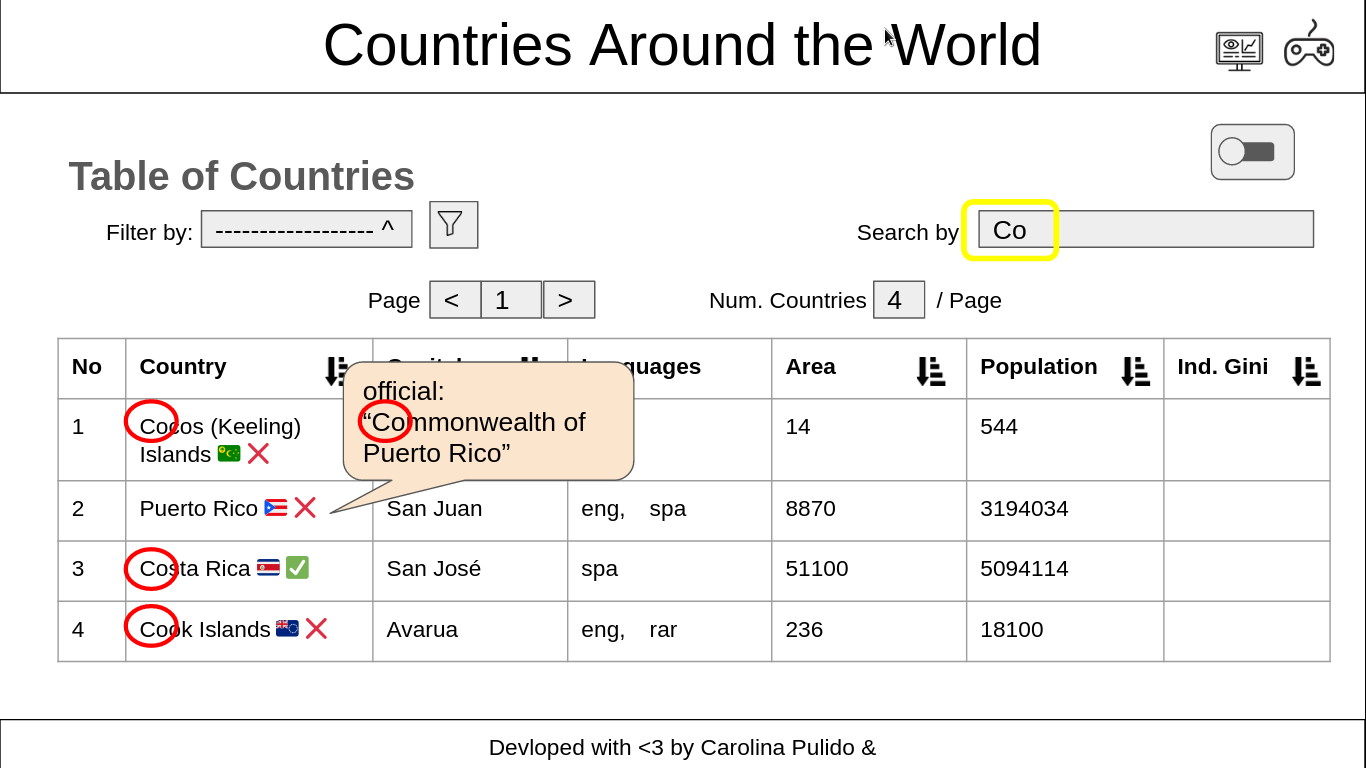 Countries Around the World
Table of Countries
Filter by: ------------------ ^
Search by Co
Page < 1 > Num. Countries 4 / Page
No Country guages Area Population Ind. Gini
official:
“Commonwealth of
Puerto Rico”
1 Cocos (Keeling) 14 544
Islands
2 Puerto Rico San Juan eng, spa 8870 3194034
3 Costa Rica San José spa 51100 5094114
4 Cook Islands Avarua eng, rar 236 18100
Devloped with <3 by Carolina Pulido &